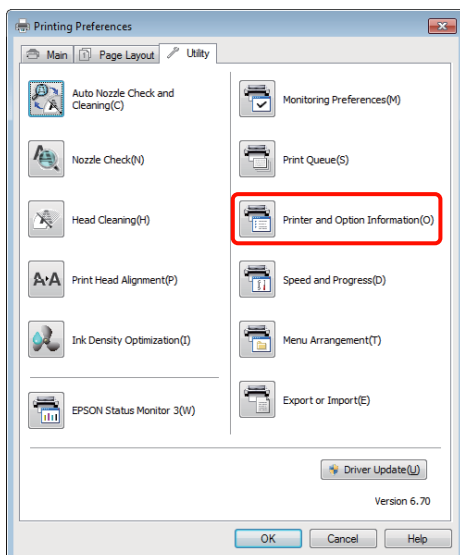 Printing Preferences
Main
Page Layout
Utility
Auto Nozzle Check and
Cleaning(C)
Monitoring Preferences(M)
Nozzle Check(N)
Print Queue(S)
Head Cleaning(H)
Printer and Option Information(O)
Print Head Alignment(P)
Speed and Progress(D)
Ink Density Optimization(I)
Menu Arrangement(T)
EPSON Status Monitor 3(W)
Export or Import(E)
Driver Update(U)
Version 6.70
OK
Cancel
Help